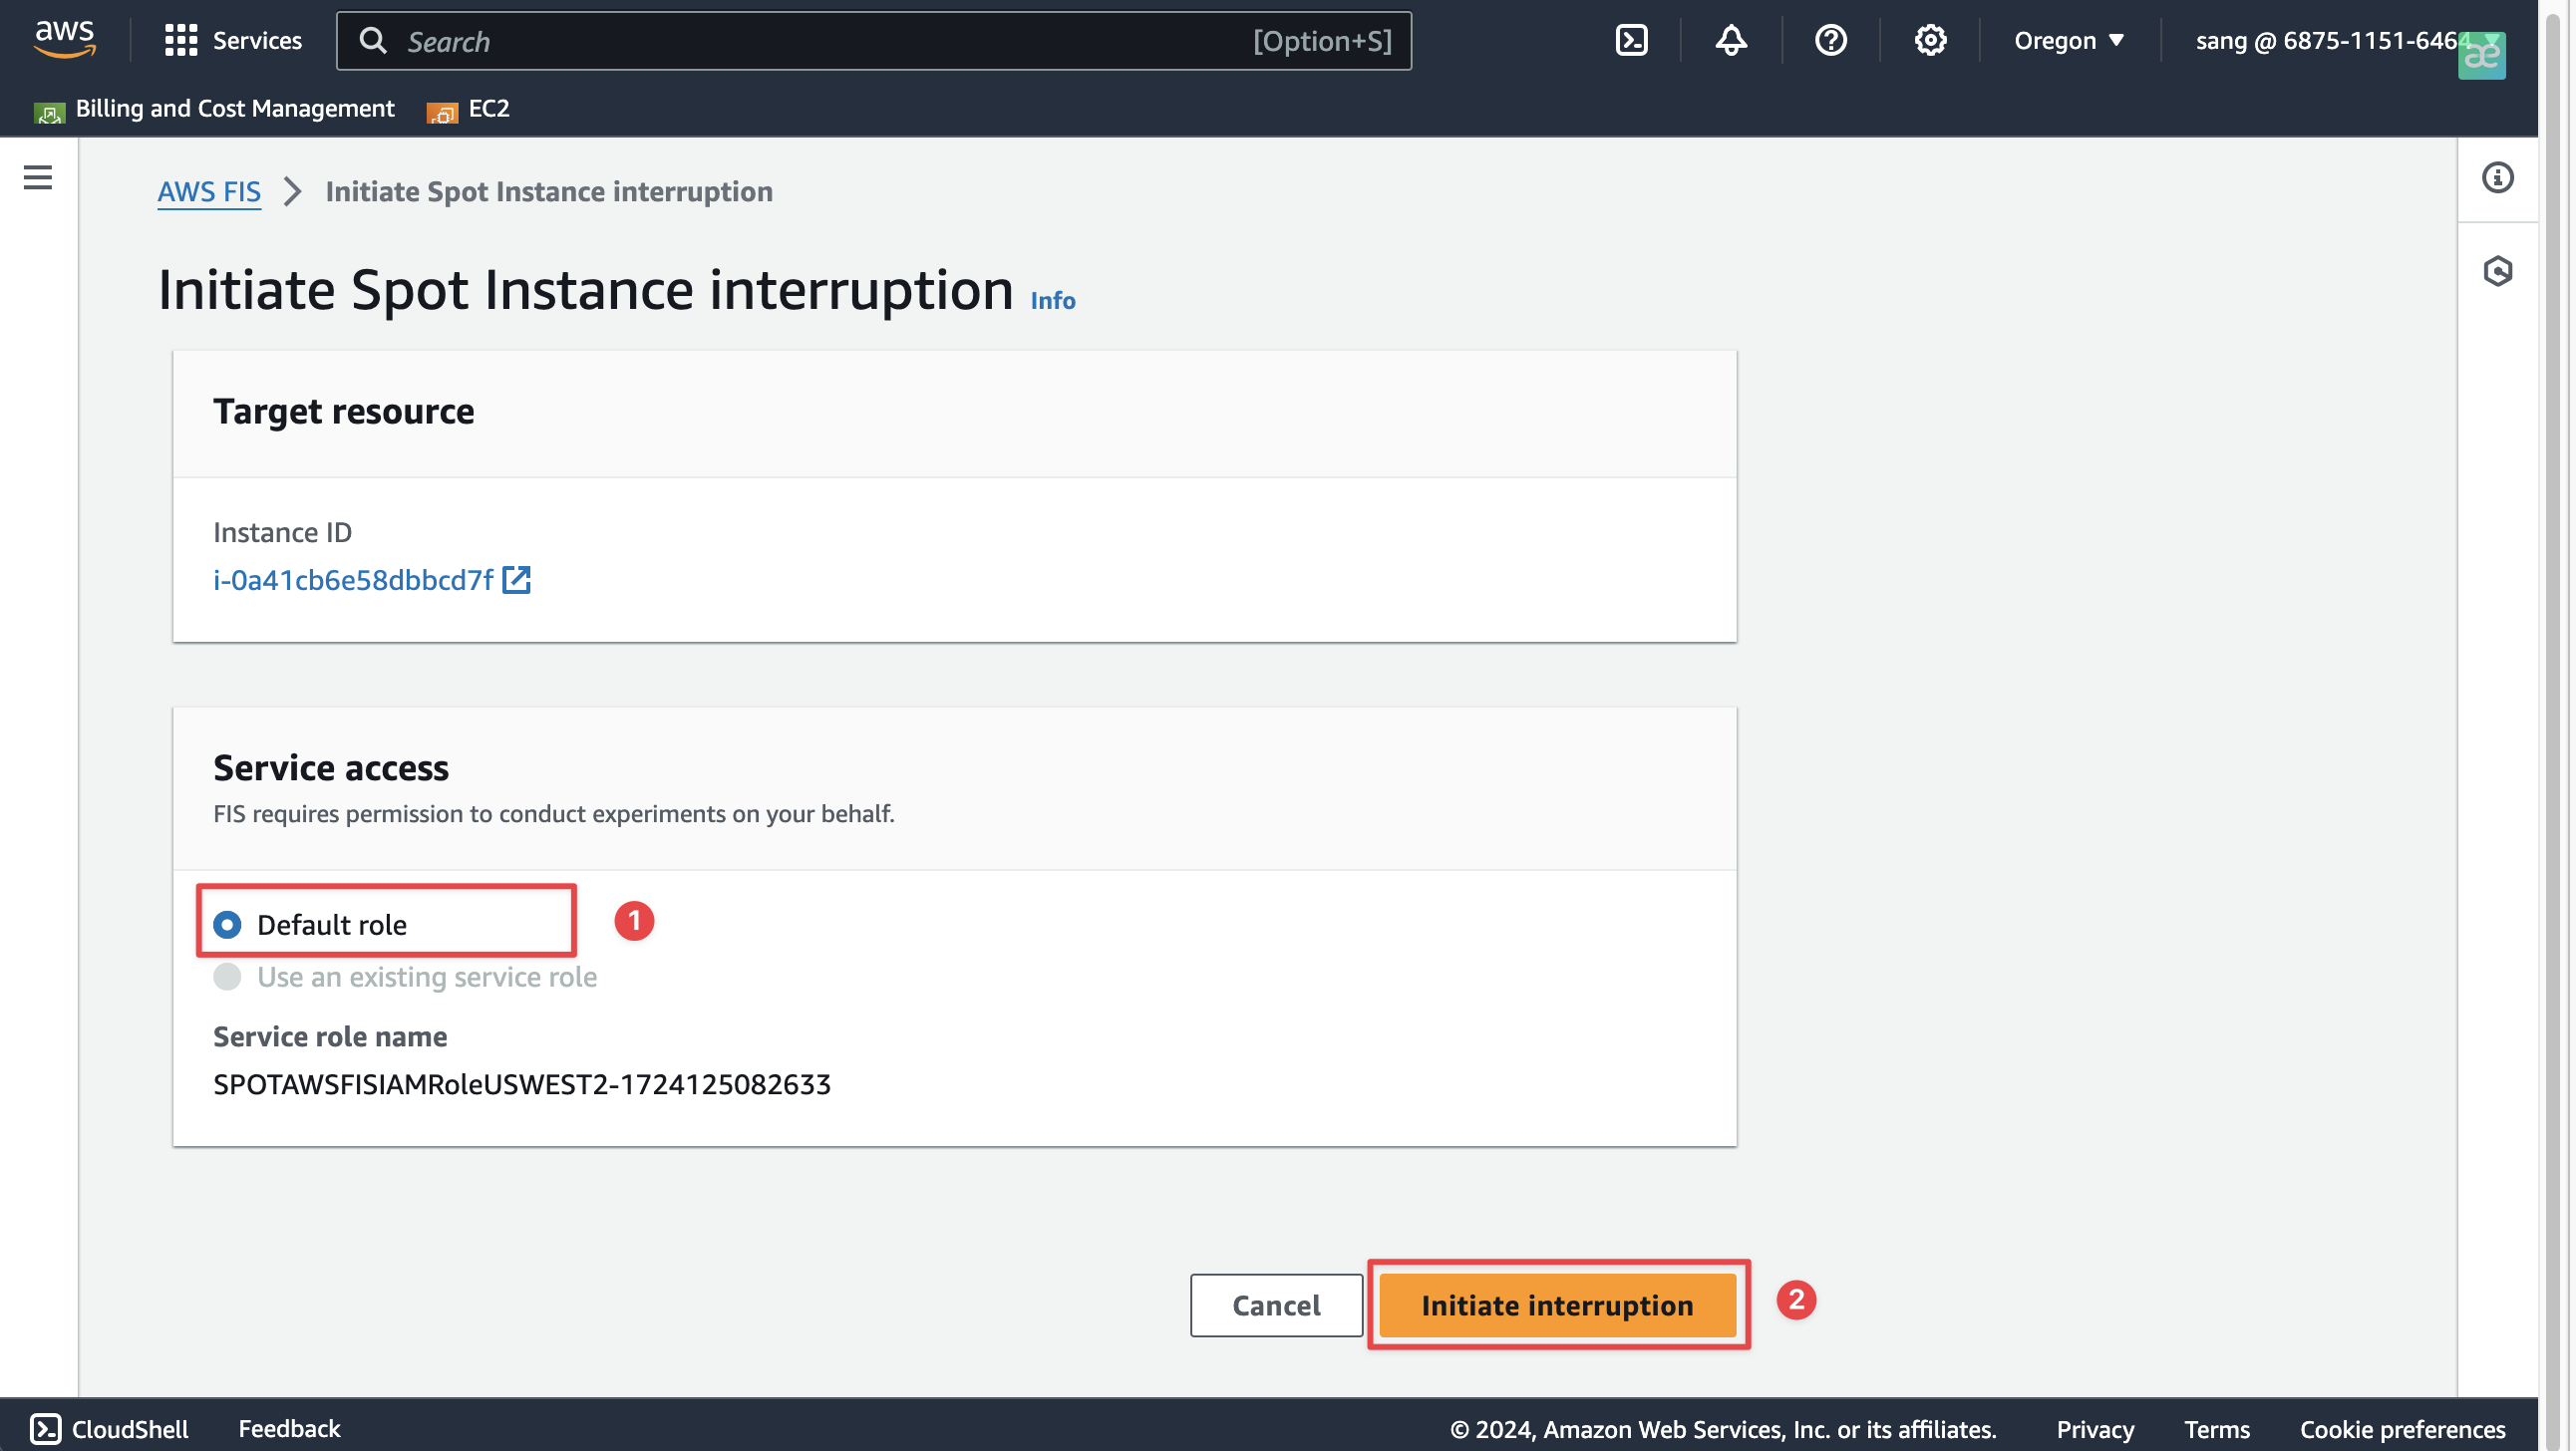 aws
Services
Search
[Option+S]
Oregon
sang @ 6875-1151-6464
æ
Billing and Cost Management
EC2
AWS FIS
Initiate Spot Instance interruption
Initiate Spot Instance interruption Info
Target resource
Instance ID
i-0a41cb6e58dbbcd7f
Service access
FIS requires permission to conduct experiments on your behalf.
Default role
1
Use an existing service role
Service role name
SPOTAWSFISIAMRoleUSWEST2-1724125082633
Cancel
Initiate interruption
2
CloudShell
Feedback
© 2024, Amazon Web Services, Inc. or its affiliates.
Privacy
Terms
Cookie preferences